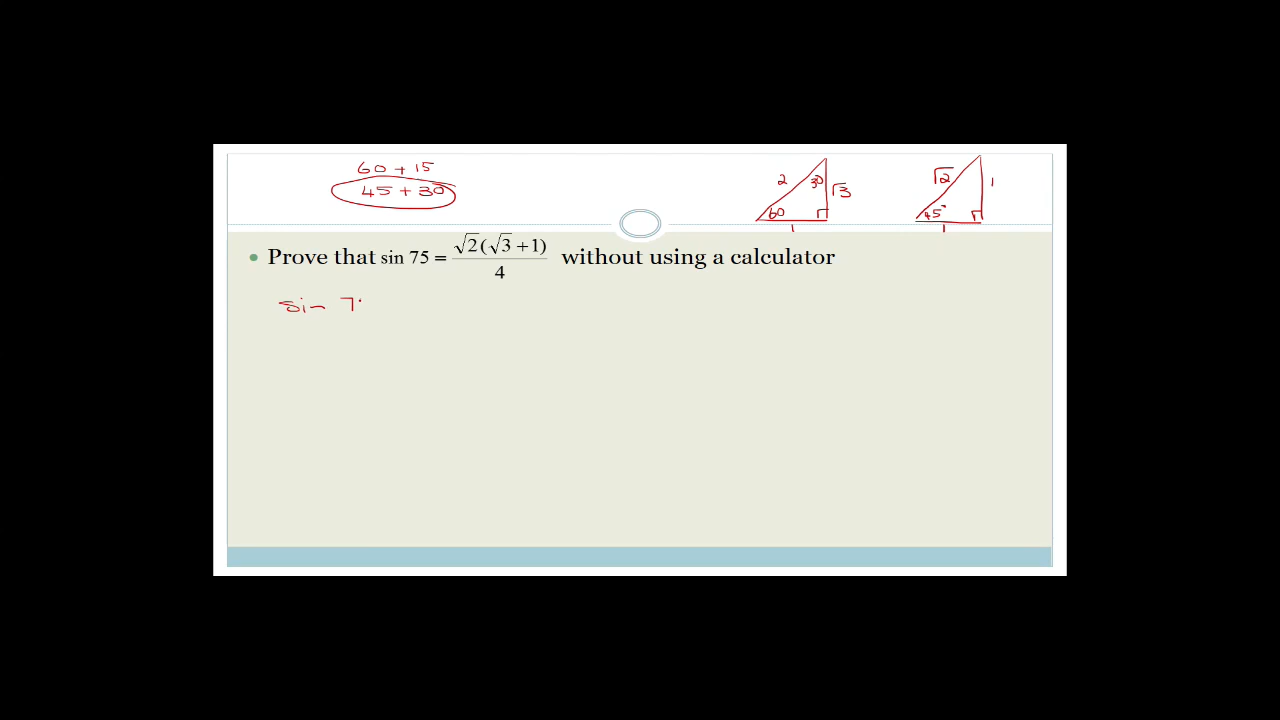 60 + 15
45 + 30
2
30
√3
60
1
√2
1
45°
1
Prove that sin 75 = √2(√3 + 1) / 4 without using a calculator
sin 7